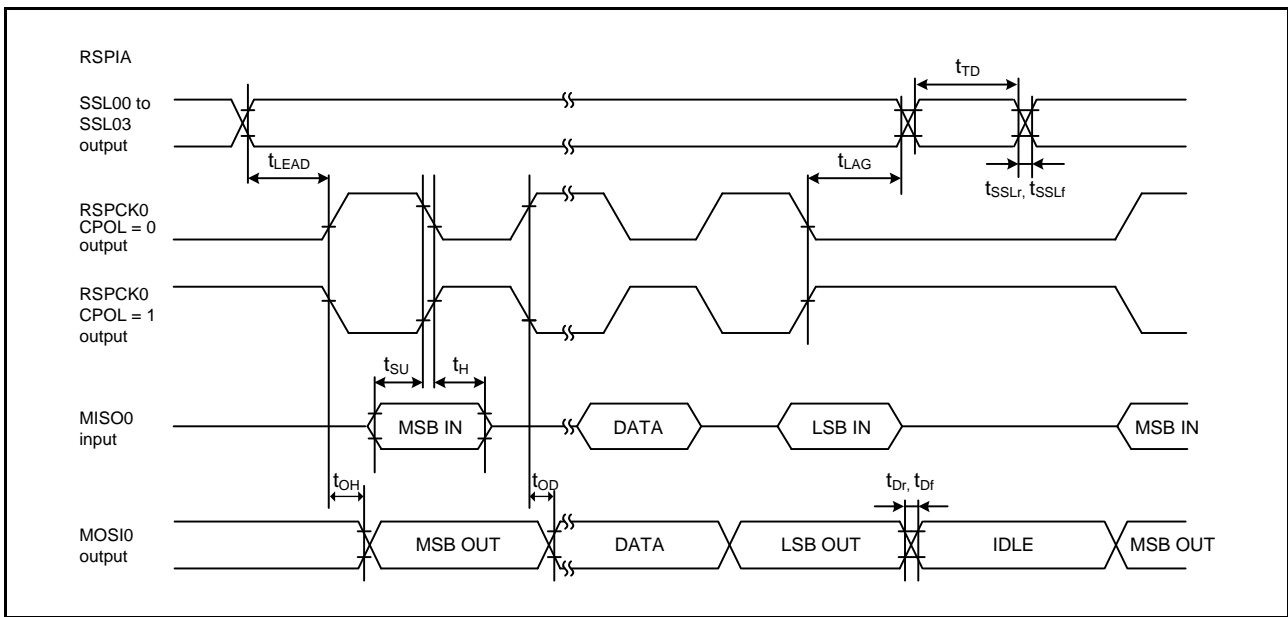 RSPIA
SSL00 to
SSL03
output
tTD
tLEAD
tLAG
tSSLr, tSSLf
RSPCK0
CPOL = 0
output
RSPCK0
CPOL = 1
output
tSU
tH
MISO0
input
MSB IN
DATA
LSB IN
MSB IN
tOH
tOD
tDr, tDf
MOSI0
output
MSB OUT
DATA
LSB OUT
IDLE
MSB OUT